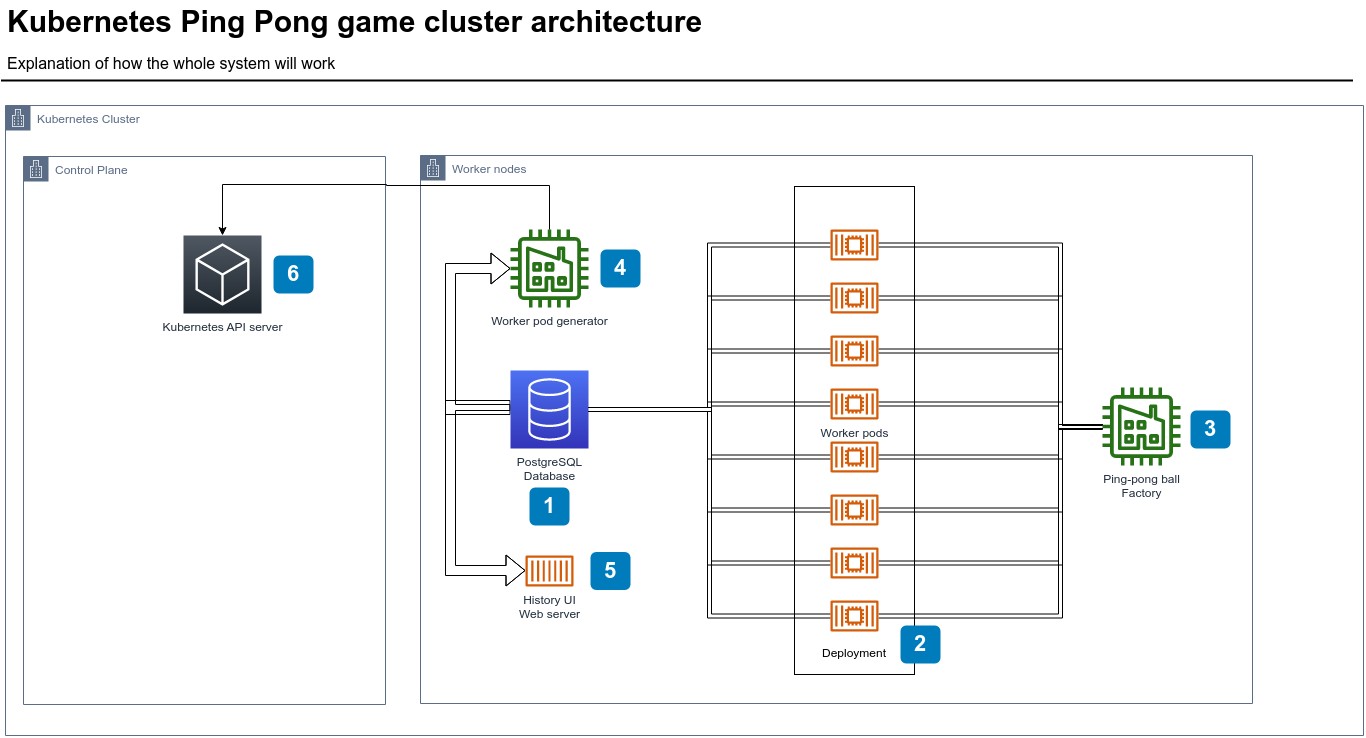 Kubernetes Ping Pong game cluster architecture
Explanation of how the whole system will work
Kubernetes Cluster
Control Plane
Worker nodes
6
Kubernetes API server
4
Worker pod generator
PostgreSQL
Database
1
5
History UI
Web server
Worker pods
Deployment
2
3
Ping-pong ball
Factory